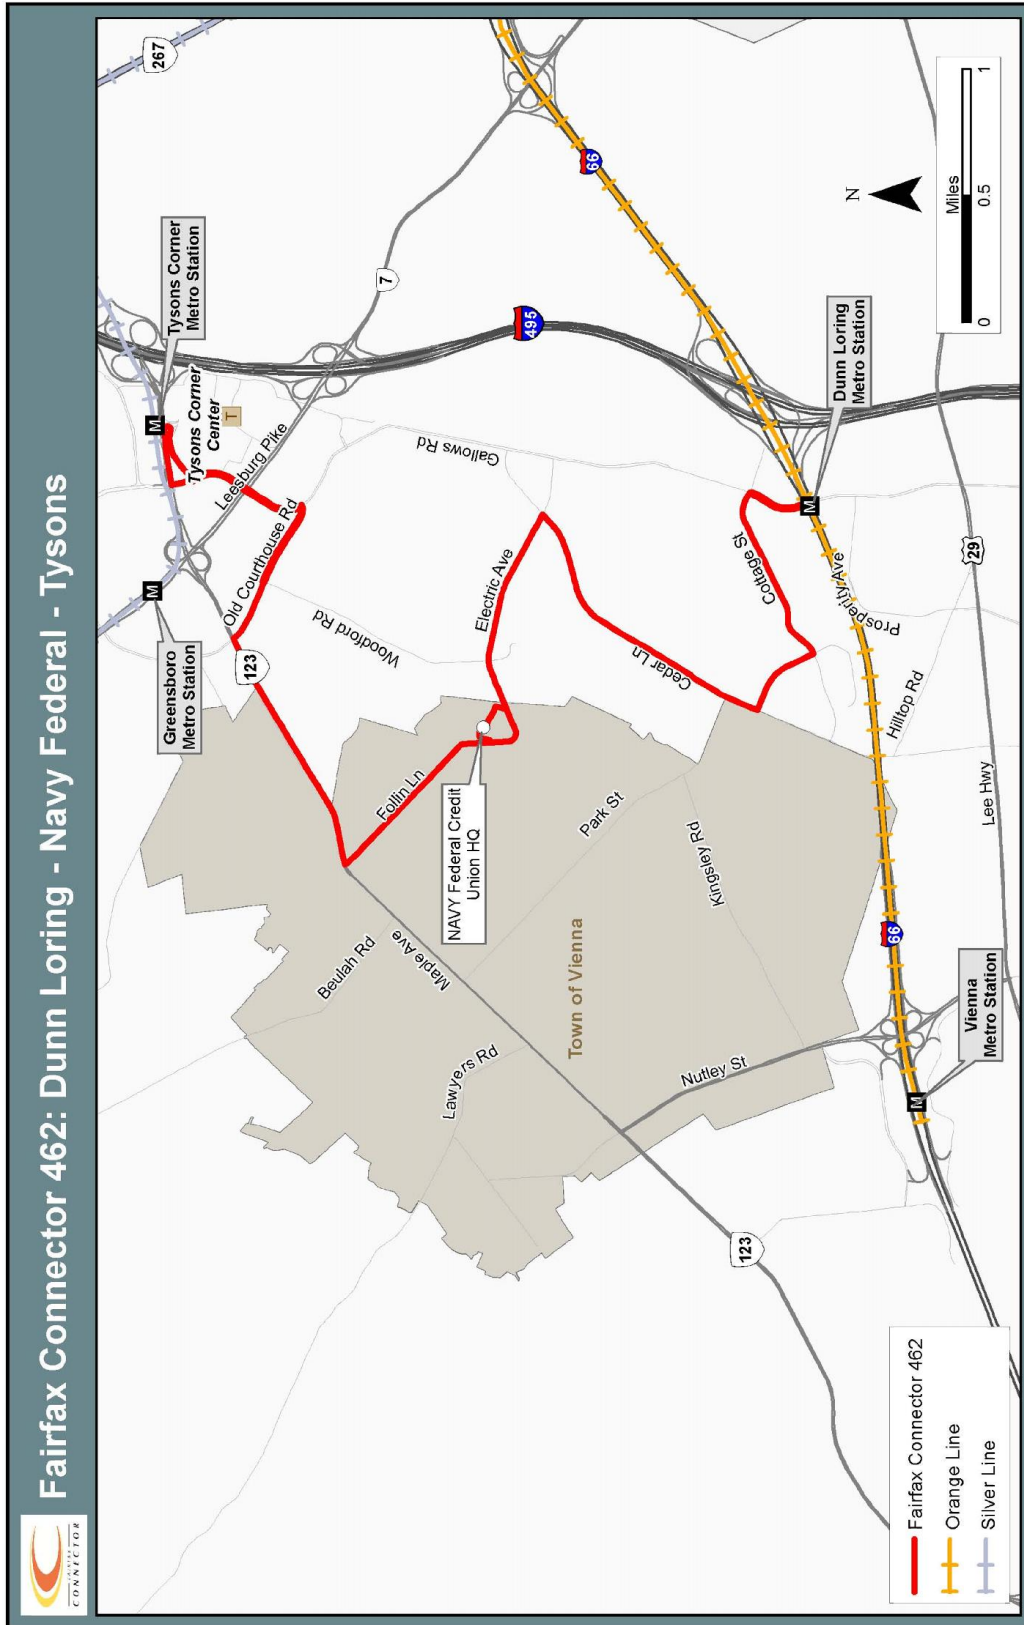 Fairfax Connector 462: Dunn Loring - Navy Federal - Tysons
CONNECTOR
267
Tysons Corner
Metro Station
Greensboro
Metro Station
Tysons Corner
Center
T
M
M
Leesburg Pike
7
Old Courthouse Rd
123
Woodford Rd
Gallows Rd
495
66
Electric Ave
Follin Ln
NAVY Federal Credit
Union HQ
Beulah Rd
Maple Ave
Lawyers Rd
Park St
Town of Vienna
Kingsley Rd
Nutley St
Cedar Ln
Cottage St
Dunn Loring
Metro Station
M
Prosperity Ave
Hilltop Rd
29
Lee Hwy
66
Vienna
Metro Station
M
123
N
Miles
0
0.5
1
Fairfax Connector 462
Orange Line
Silver Line